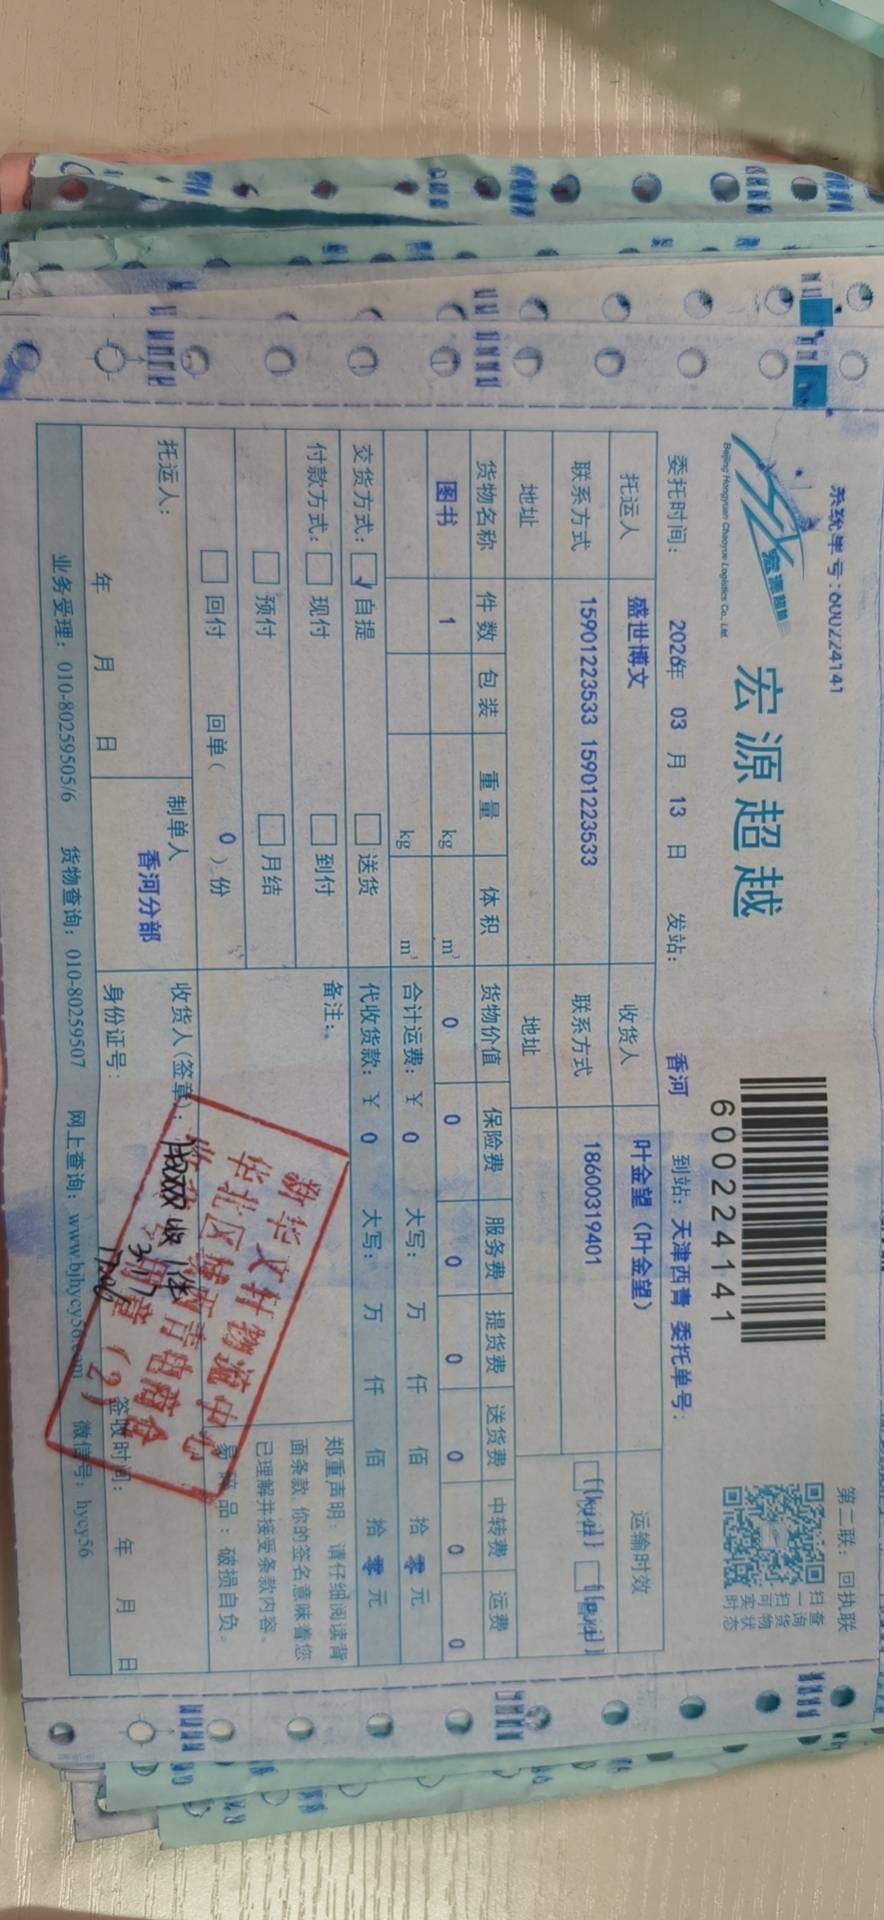 系统单号:600224141
第二联:回执联
Beijing Hongyuan Chaoyue Logistics Co., Ltd
宏源超越
宏源超越
600224141
扫一扫可实时
查询货物状态
委托时间: 2026年 03 月 13 日 发站: 香河 到站: 天津西青 委托单号:
托运人 盛世博文 收货人 叶金望(叶金望) 运输时效
联系方式 15901223533 15901223533 联系方式 18600319401
地址 地址
货物名称 件数 包装 重量 体积 货物价值 保险费 服务费 提货费 送货费 中转费 运费
图书 1 kg m³ 0 0 0 0 0 0 0
kg m³ 合计运费: ¥ 0 大写: 万 仟 佰 拾 零 元
交货方式: ☑ 自提 □ 送货 代收货款: ¥ 0 大写: 万 仟 佰 拾 零 元
付款方式: □ 现付 □ 到付 备注:
□ 预付 □ 月结
□ 回付 回单( 0 )份
郑重声明:请仔细阅读背
面条款,你的签名意味着您
已理解并接受条款内容。
易碎品:破损自负。
托运人: 制单人 收货人(签章):
香河分部
年 月 日 身份证号: 签收时间: 年 月 日
新华文轩物流中心
华北区
收 1件
3.17
(2)
业务受理: 010-80259505/6 货物查询: 010-80259507 网上查询: www.bjhycy56.com 微信号: hycy56